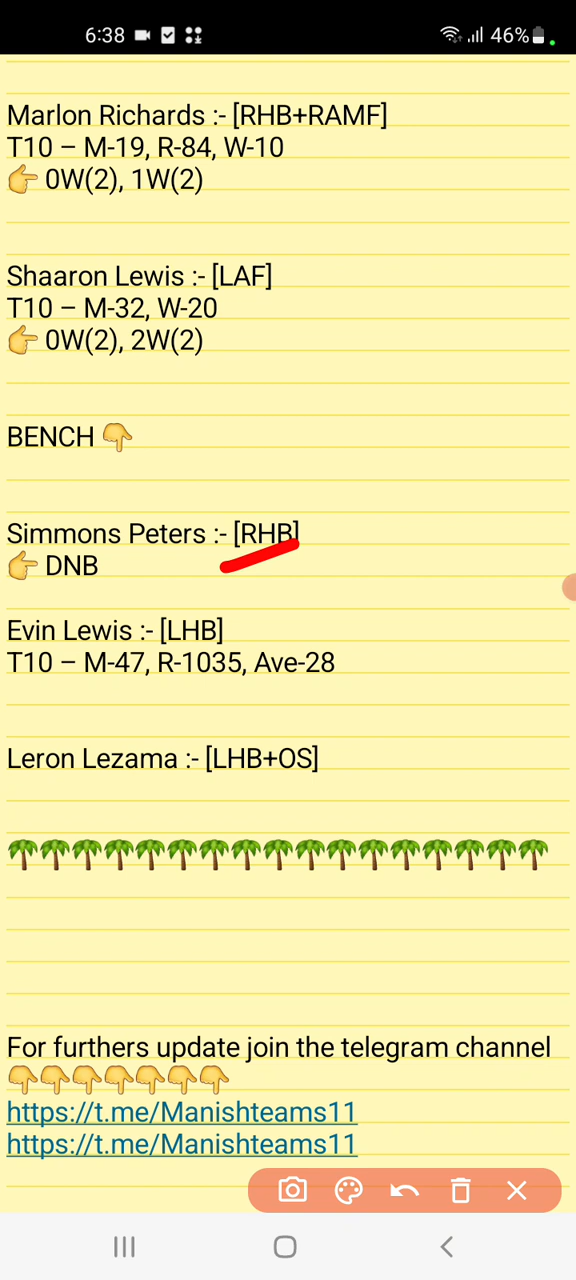 6:38
46%
Marlon Richards :- [RHB+RAMF]
T10 – M-19, R-84, W-10
👉 0W(2), 1W(2)
Shaaron Lewis :- [LAF]
T10 – M-32, W-20
👉 0W(2), 2W(2)
BENCH 👇
Simmons Peters :- [RHB]
👉 DNB
Evin Lewis :- [LHB]
T10 – M-47, R-1035, Ave-28
Leron Lezama :- [LHB+OS]
🌴🌴🌴🌴🌴🌴🌴🌴🌴🌴🌴🌴🌴🌴🌴🌴🌴
For furthers update join the telegram channel
👇👇👇👇👇👇👇
https://t.me/Manishteams11
https://t.me/Manishteams11